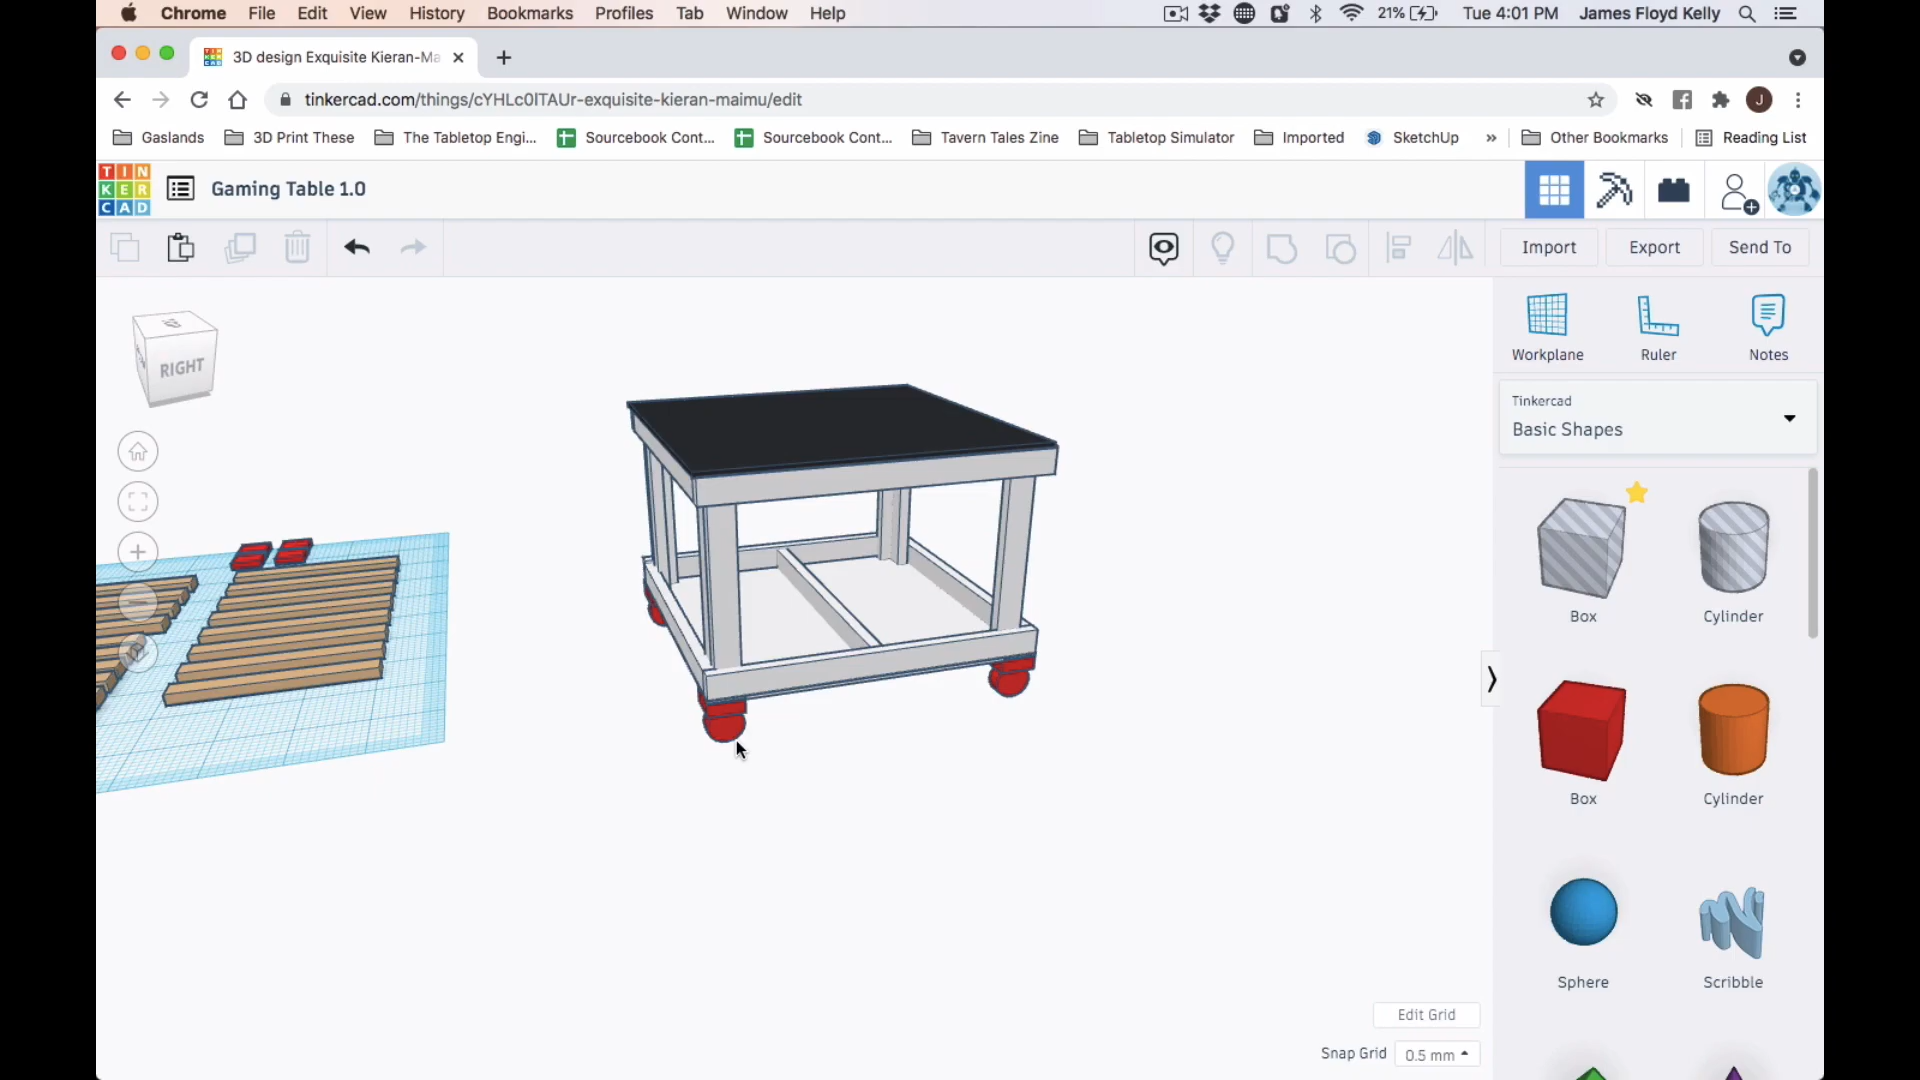 Chrome File Edit View History Bookmarks Profiles Tab Window Help 21% Tue 4:01 PM James Floyd Kelly
3D design Exquisite Kieran-Ma
tinkercad.com/things/cYHLc0lTAUr-exquisite-kieran-maimu/edit J
Gaslands 3D Print These The Tabletop Engi... Sourcebook Cont... Sourcebook Cont... Tavern Tales Zine Tabletop Simulator Imported SketchUp » Other Bookmarks Reading List
TIN
KER
CAD
Gaming Table 1.0
Import Export Send To
RIGHT
Workplane Ruler Notes
Tinkercad
Basic Shapes
Box Cylinder
Box Cylinder
Sphere Scribble
Edit Grid
Snap Grid 0.5 mm